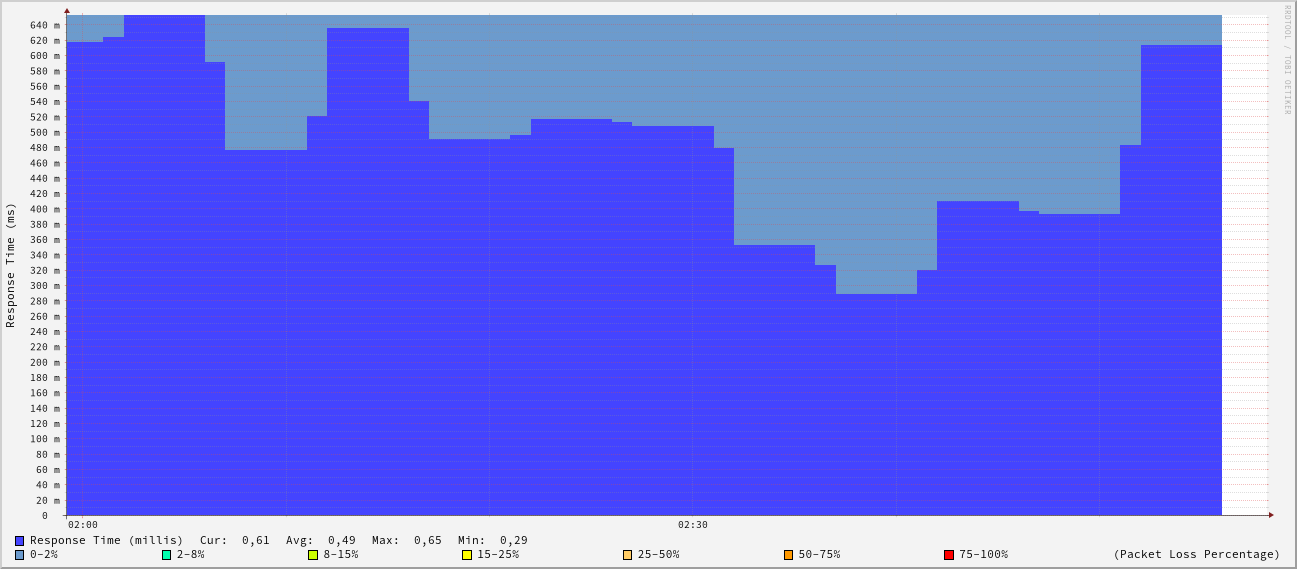 RRDTOOL / TOBI OETIKER
Response Time (ms)
640 m
620 m
600 m
580 m
560 m
540 m
520 m
500 m
480 m
460 m
440 m
420 m
400 m
380 m
360 m
340 m
320 m
300 m
280 m
260 m
240 m
220 m
200 m
180 m
160 m
140 m
120 m
100 m
80 m
60 m
40 m
20 m
0
02:00 02:30
Response Time (millis) Cur: 0,61 Avg: 0,49 Max: 0,65 Min: 0,29
0-2% 2-8% 8-15% 15-25% 25-50% 50-75% 75-100% (Packet Loss Percentage)